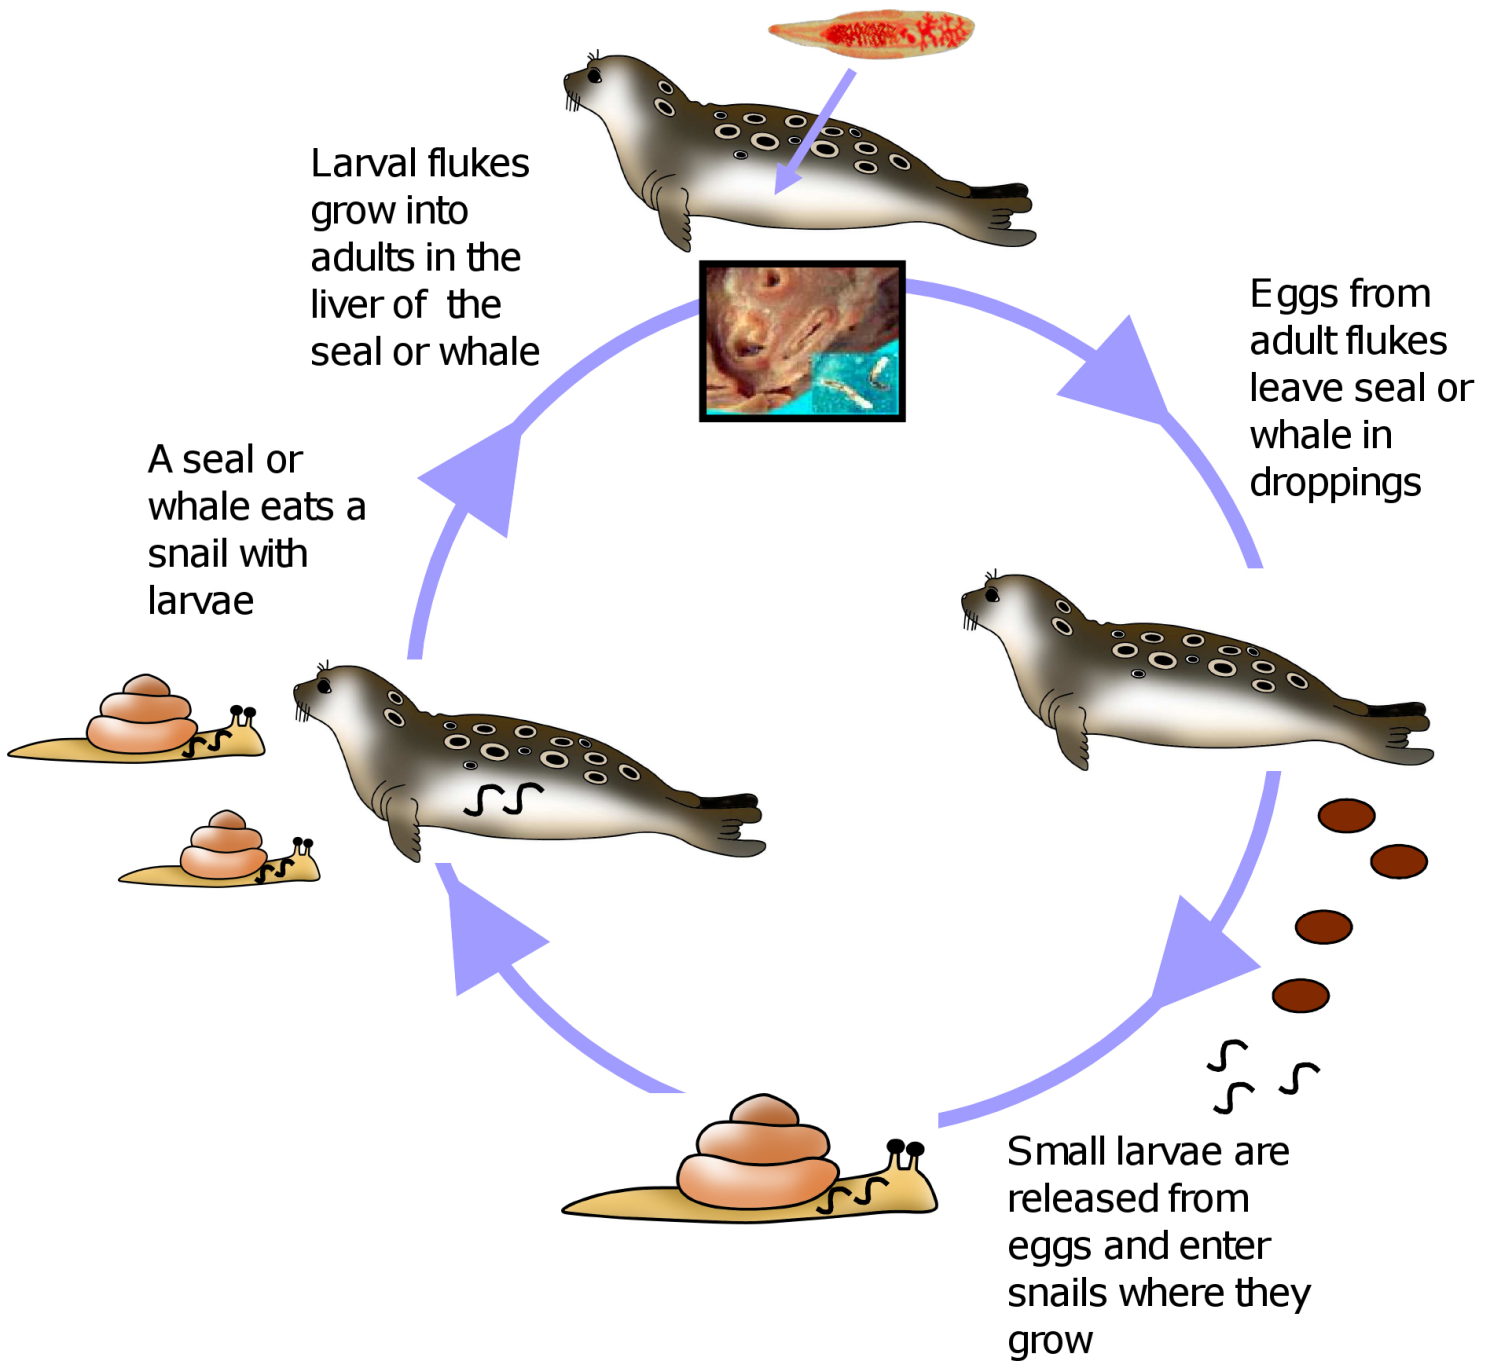 Larval flukes
grow into
adults in the
liver of the
seal or whale
Eggs from
adult flukes
leave seal or
whale in
droppings
A seal or
whale eats a
snail with
larvae
Small larvae are
released from
eggs and enter
snails where they
grow